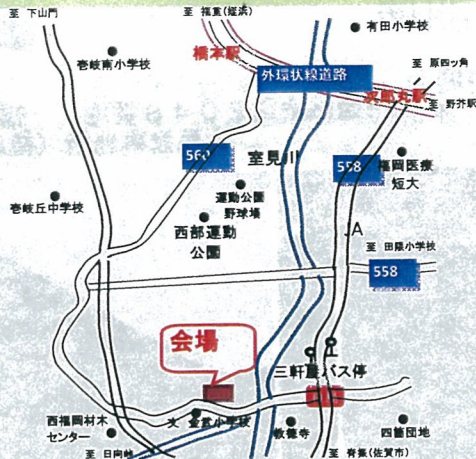 至 下山門
至 福重(姪浜)
有田小学校
橋本駅
壱岐南小学校
外環状線道路
至 原四ツ角
次郎丸駅
至 野芥駅
560
室見川
558
福岡医療
短大
運動公園
野球場
壱岐丘中学校
西部運動
公園
JA
至 田隈小学校
558
会場
三軒屋バス停
西福岡材木
センター
金武小学校
教徳寺
四箇団地
至 日向峠
至 脊振(佐賀市)